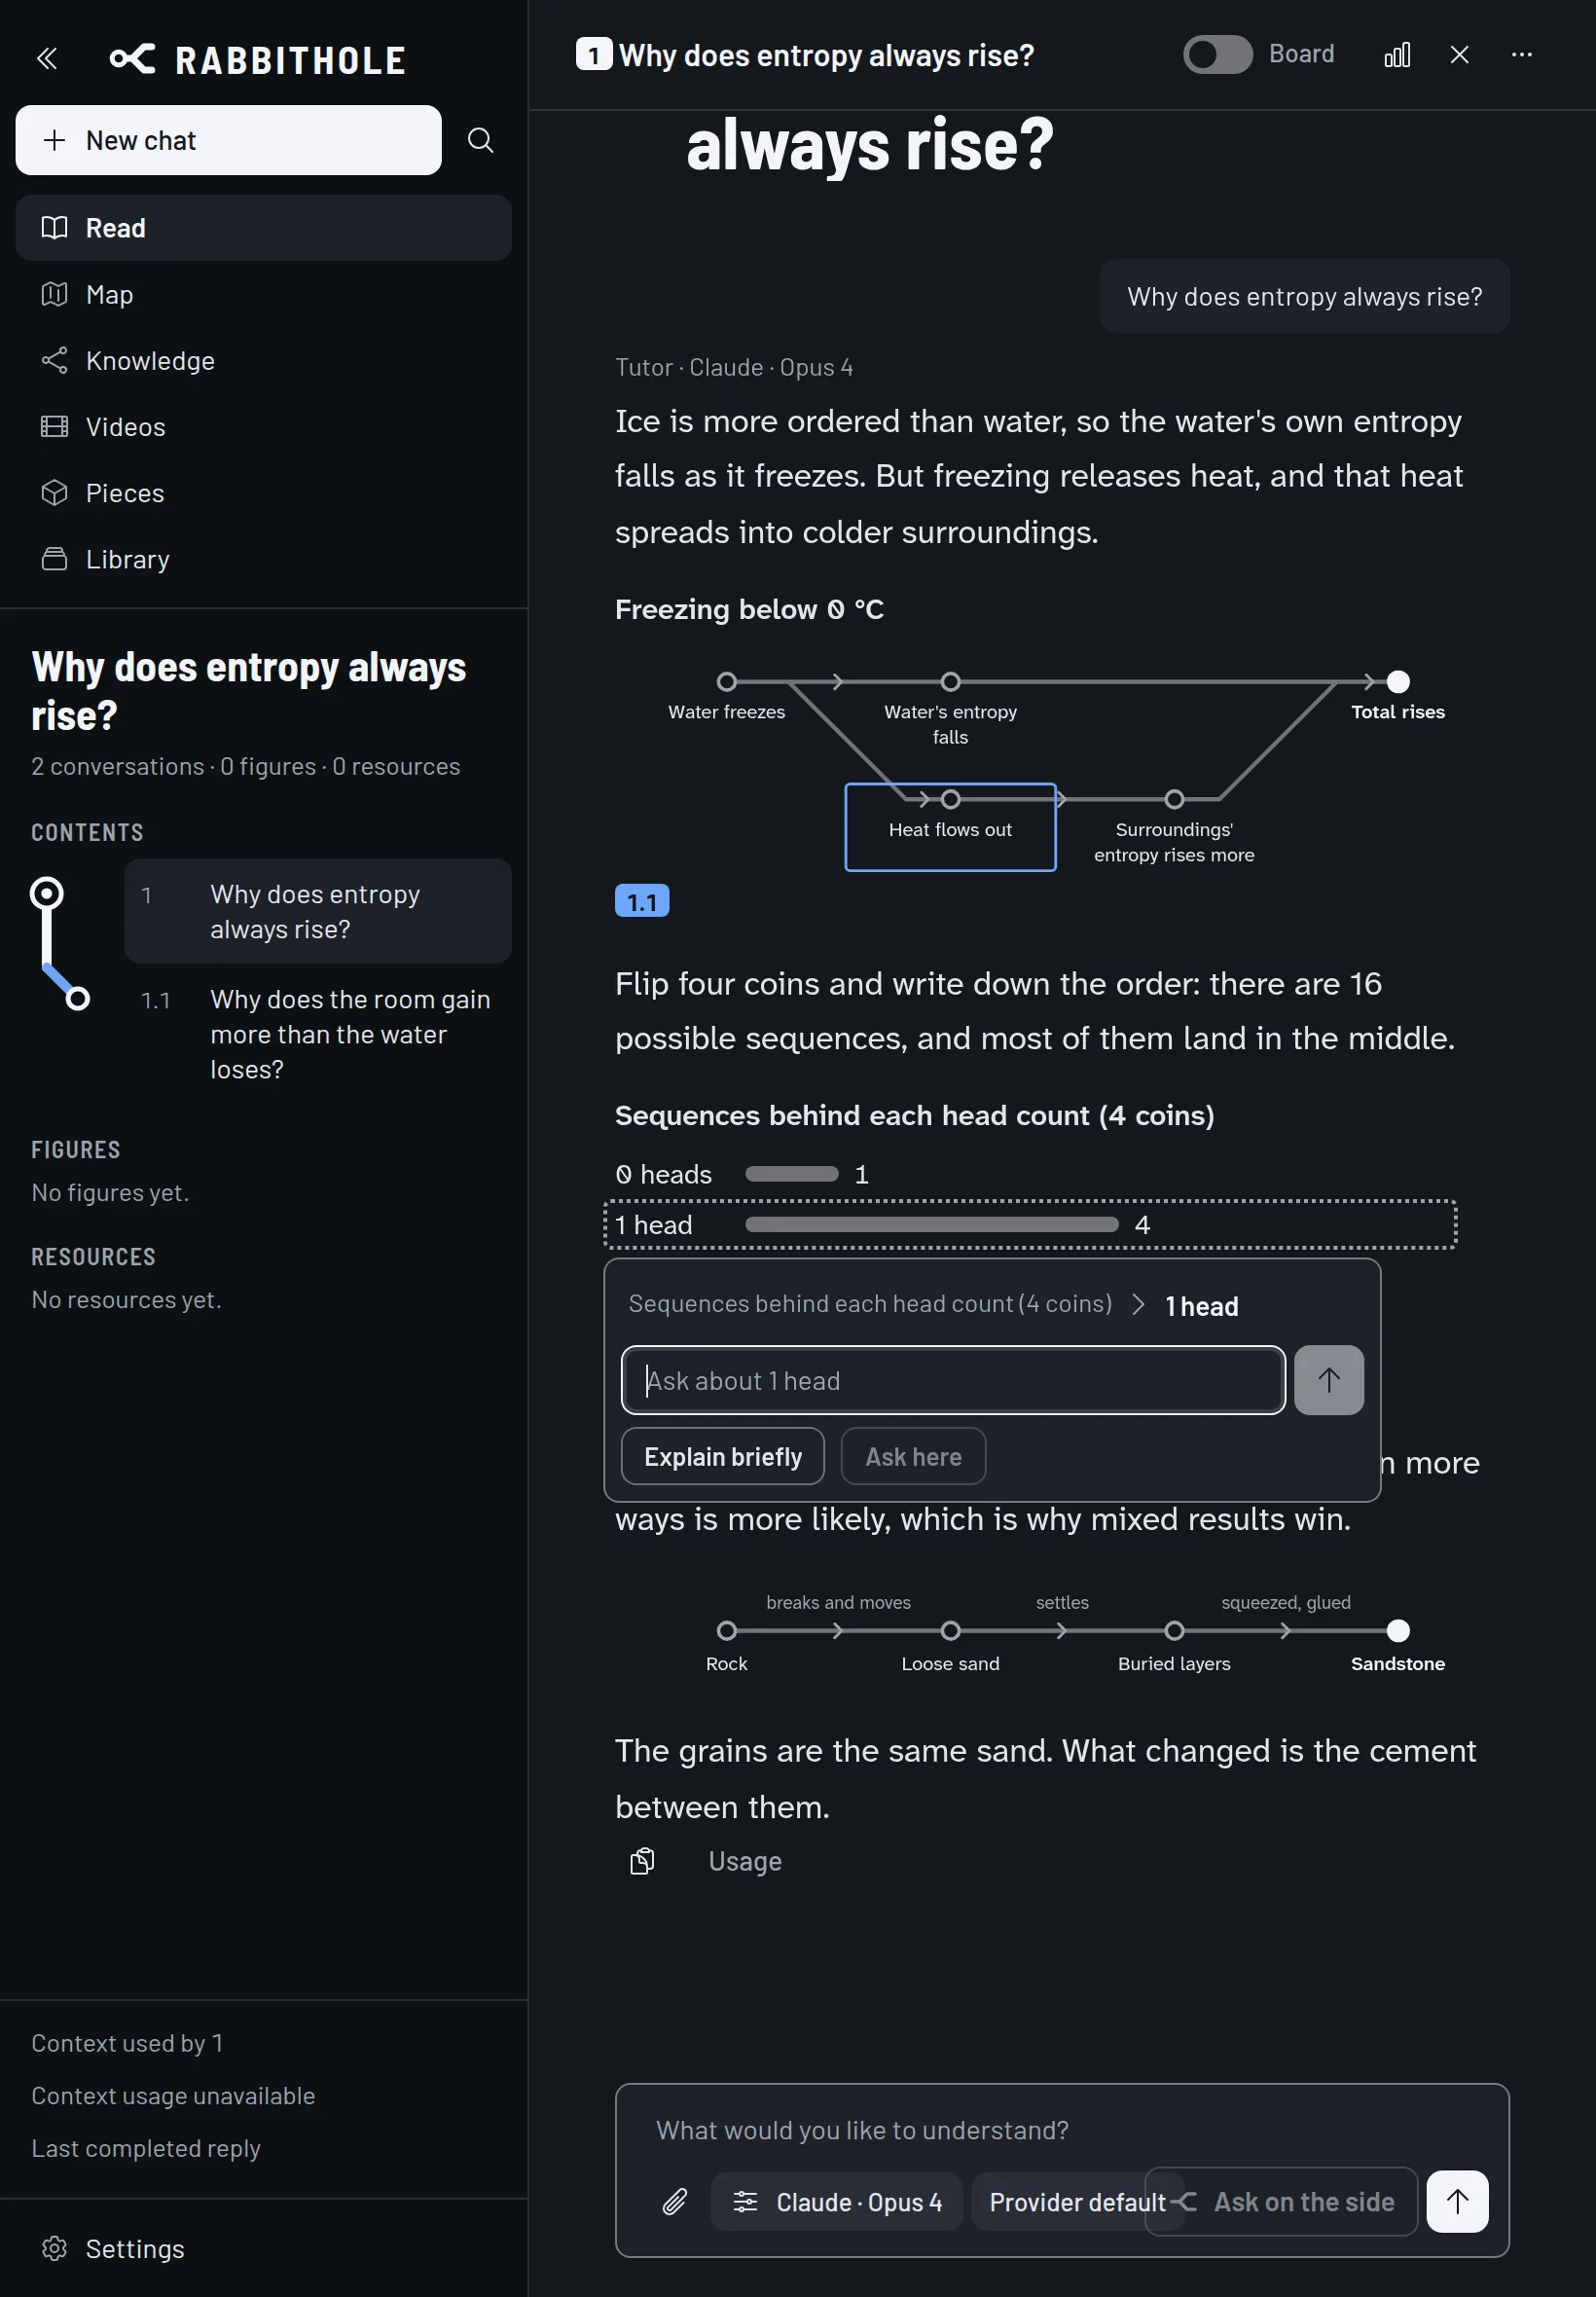 RABBITHOLE
New chat
Read
Map
Knowledge
Videos
Pieces
Library
Why does entropy always
rise?
2 conversations · 0 figures · 0 resources
CONTENTS
1 Why does entropy
always rise?
1.1 Why does the room gain
more than the water
loses?
FIGURES
No figures yet.
RESOURCES
No resources yet.
Context used by 1
Context usage unavailable
Last completed reply
Settings
1 Why does entropy always rise?
Board
always rise?
Why does entropy always rise?
Tutor · Claude · Opus 4
Ice is more ordered than water, so the water's own entropy
falls as it freezes. But freezing releases heat, and that heat
spreads into colder surroundings.
Freezing below 0 °C
Water freezes
Water's entropy
falls
Total rises
Heat flows out
Surroundings'
entropy rises more
1.1
Flip four coins and write down the order: there are 16
possible sequences, and most of them land in the middle.
Sequences behind each head count (4 coins)
0 heads 1
1 head 4
Sequences behind each head count (4 coins) 1 head
Ask about 1 head
Explain briefly
Ask here
more
ways is more likely, which is why mixed results win.
breaks and moves
settles
squeezed, glued
Rock
Loose sand
Buried layers
Sandstone
The grains are the same sand. What changed is the cement
between them.
Usage
What would you like to understand?
Claude · Opus 4
Provider default
Ask on the side